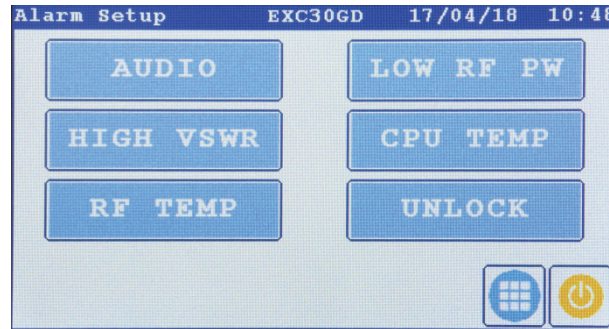 Alarm Setup EXC30GD 17/04/18 10:48
AUDIO LOW RF PW
HIGH VSWR CPU TEMP
RF TEMP UNLOCK